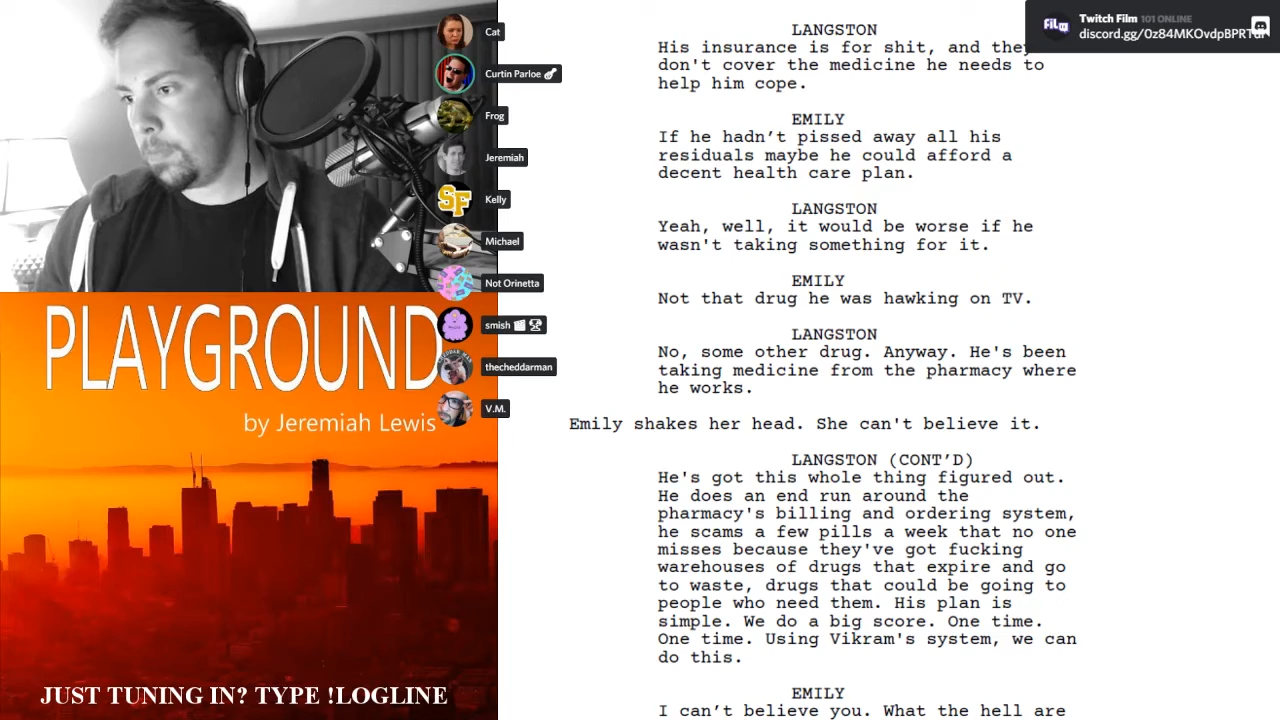 Cat
Curtin Parloe
Frog
Jeremiah
Kelly
SF
Michael
Not Orinetta
smish
thecheddarman
V.M.
PLAYGROUND
by Jeremiah Lewis
JUST TUNING IN? TYPE !LOGLINE
FiLM
Twitch Film 101 ONLINE
LANGSTON
His insurance is for shit, and they
don't cover the medicine he needs to
help him cope.
EMILY
If he hadn’t pissed away all his
residuals maybe he could afford a
decent health care plan.
LANGSTON
Yeah, well, it would be worse if he
wasn't taking something for it.
EMILY
Not that drug he was hawking on TV.
LANGSTON
No, some other drug. Anyway. He's been
taking medicine from the pharmacy where
he works.
Emily shakes her head. She can't believe it.
LANGSTON (CONT’D)
He's got this whole thing figured out.
He does an end run around the
pharmacy's billing and ordering system,
he scams a few pills a week that no one
misses because they've got fucking
warehouses of drugs that expire and go
to waste, drugs that could be going to
people who need them. His plan is
simple. We do a big score. One time.
One time. Using Vikram's system, we can
do this.
EMILY
I can’t believe you. What the hell are